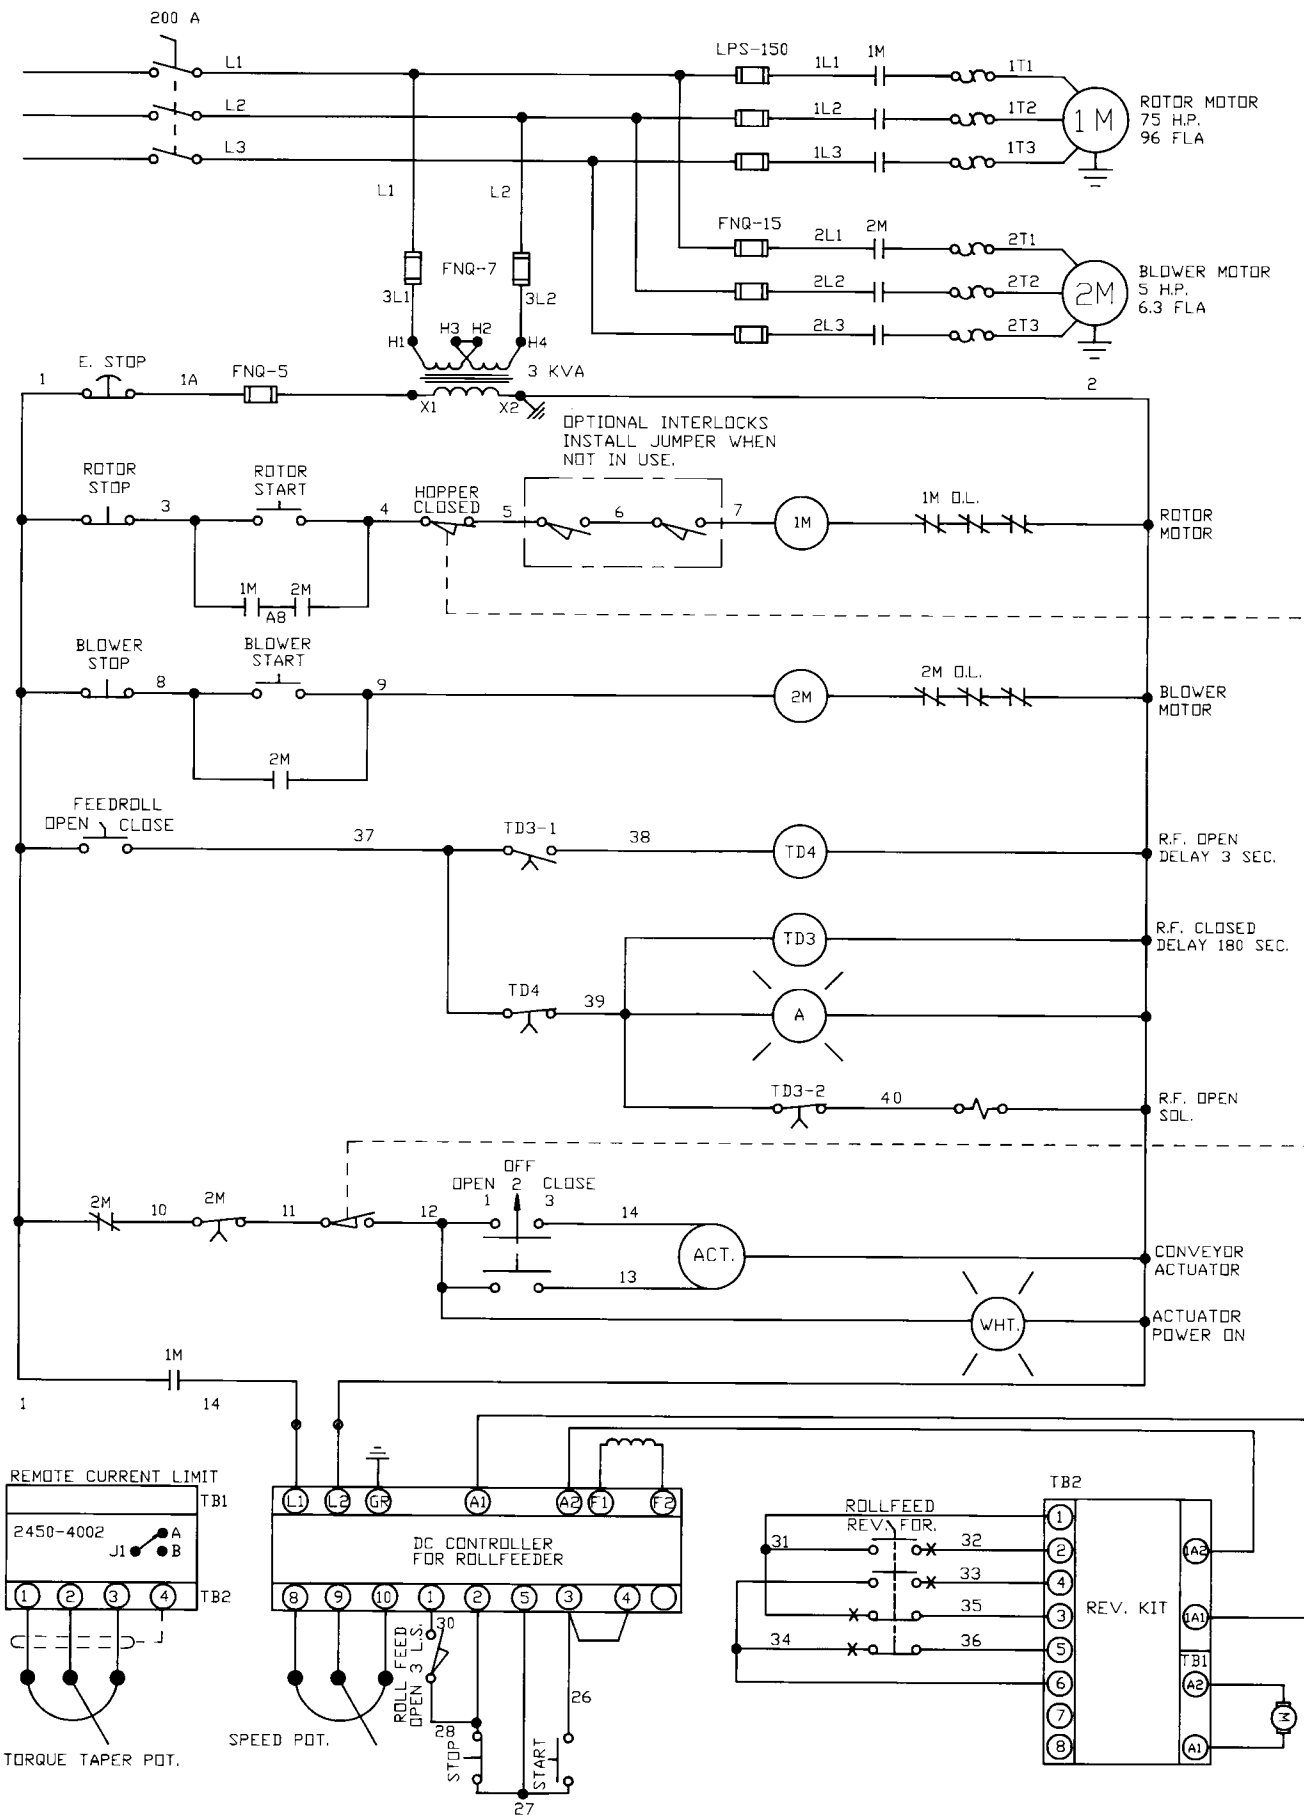 200 A
L1
L2
L3
LPS-150
1L1
1M
1T1
1L2
1T2
1L3
1T3
1M
ROTOR MOTOR
75 H.P.
96 FLA
L1
L2
FNQ-15
2L1
2M
2T1
2L2
2T2
2L3
2T3
2M
BLOWER MOTOR
5 H.P.
6.3 FLA
FNQ-7
3L1
3L2
H1
H3
H2
H4
3 KVA
1
E. STOP
1A
FNQ-5
X1
X2
2
OPTIONAL INTERLOCKS
INSTALL JUMPER WHEN
NOT IN USE.
ROTOR
STOP
3
ROTOR
START
4
HOPPER
CLOSED
5
6
7
1M
1M O.L.
ROTOR
MOTOR
1M
2M
A8
BLOWER
STOP
8
BLOWER
START
9
2M
2M O.L.
BLOWER
MOTOR
2M
FEEDROLL
OPEN CLOSE
37
TD3-1
38
TD4
R.F. OPEN
DELAY 3 SEC.
TD3
R.F. CLOSED
DELAY 180 SEC.
TD4
39
A
TD3-2
40
R.F. OPEN
SOL.
2M
10
2M
11
12
OFF
OPEN 2 CLOSE
1
3
14
13
ACT.
CONVEYOR
ACTUATOR
WHT.
ACTUATOR
POWER ON
1M
1
14
REMOTE CURRENT LIMIT
TB1
2450-4002
J1
A
B
TB2
1
2
3
4
TORQUE TAPER POT.
L1
L2
GR
A1
A2
F1
F2
DC CONTROLLER
FOR ROLLFEEDER
8
9
10
1
2
5
3
4
30
ROLL FEED
OPEN 3 L.S.
28
STOP
START
26
27
SPEED POT.
ROLLFEED
REV. FOR.
31
32
33
35
34
36
TB2
1
2
4
3
5
6
7
8
REV. KIT
1A2
1A1
TB1
A2
A1
M